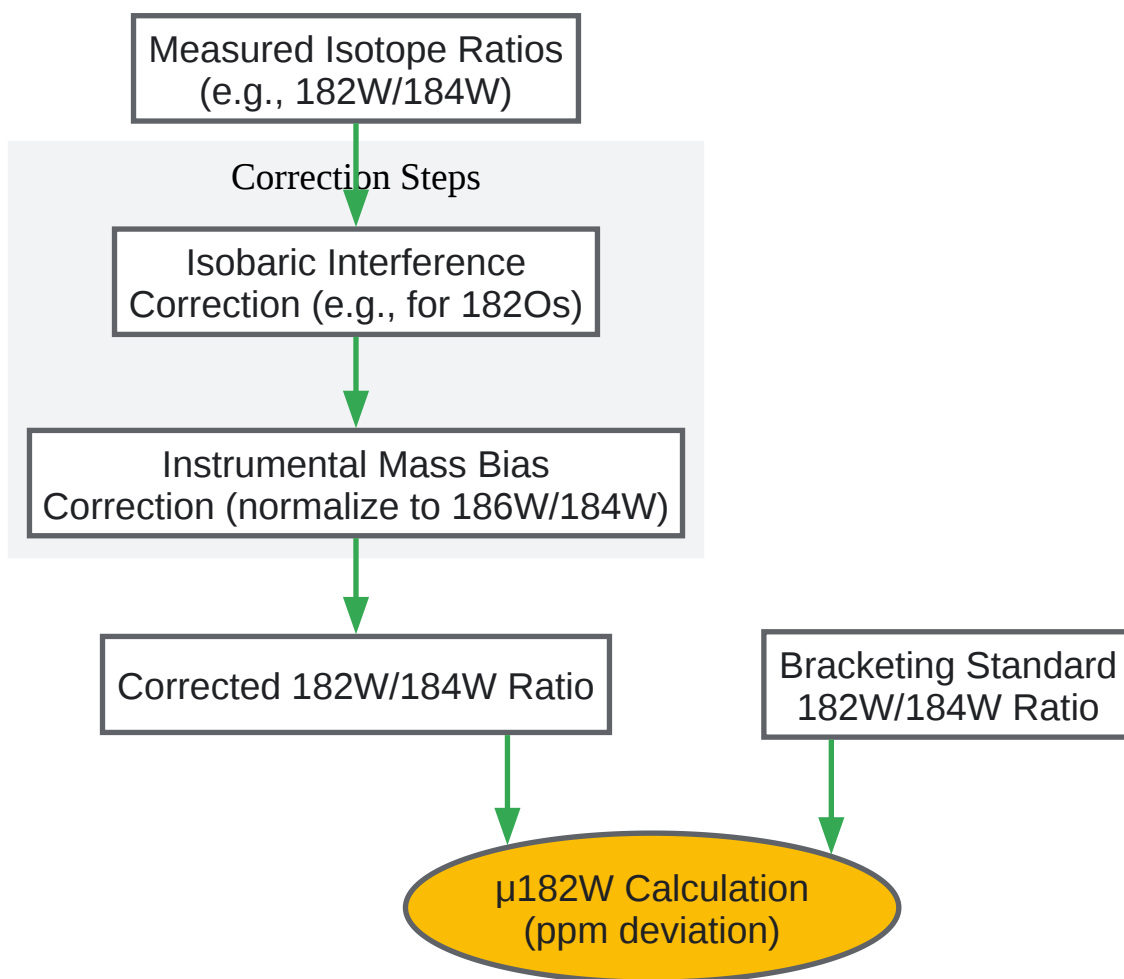 Measured Isotope Ratios
(e.g., 182W/184W)
Correction Steps
Isobaric Interference
Correction (e.g., for 182Os)
Instrumental Mass Bias
Correction (normalize to 186W/184W)
Corrected 182W/184W Ratio
Bracketing Standard
182W/184W Ratio
μ182W Calculation
(ppm deviation)